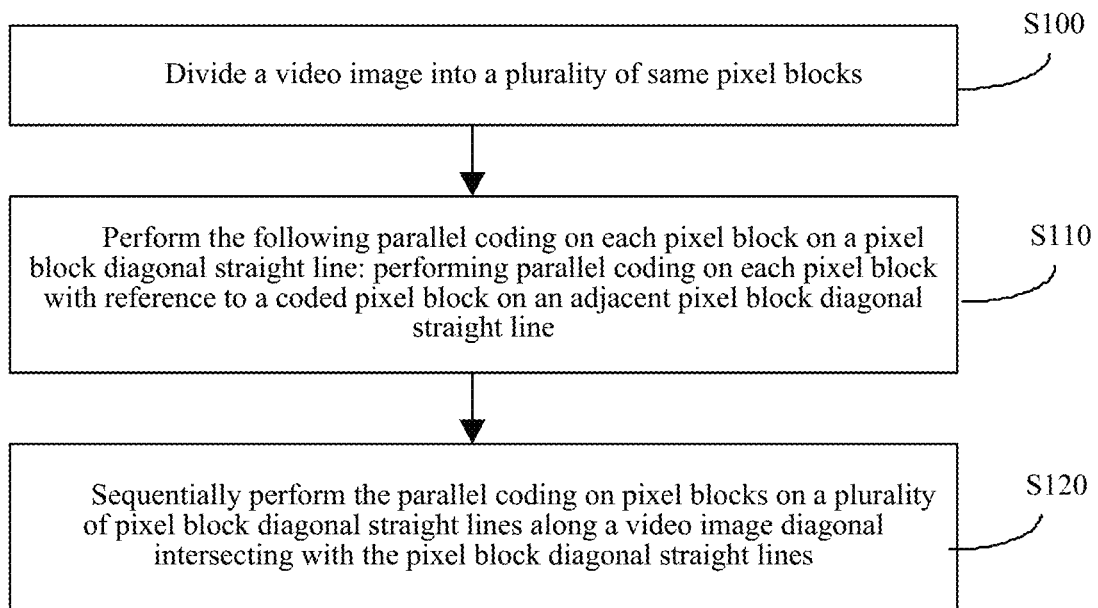 S100
Divide a video image into a plurality of same pixel blocks
S110
Perform the following parallel coding on each pixel block on a pixel
block diagonal straight line: performing parallel coding on each pixel block
with reference to a coded pixel block on an adjacent pixel block diagonal
straight line
S120
Sequentially perform the parallel coding on pixel blocks on a plurality
of pixel block diagonal straight lines along a video image diagonal
intersecting with the pixel block diagonal straight lines